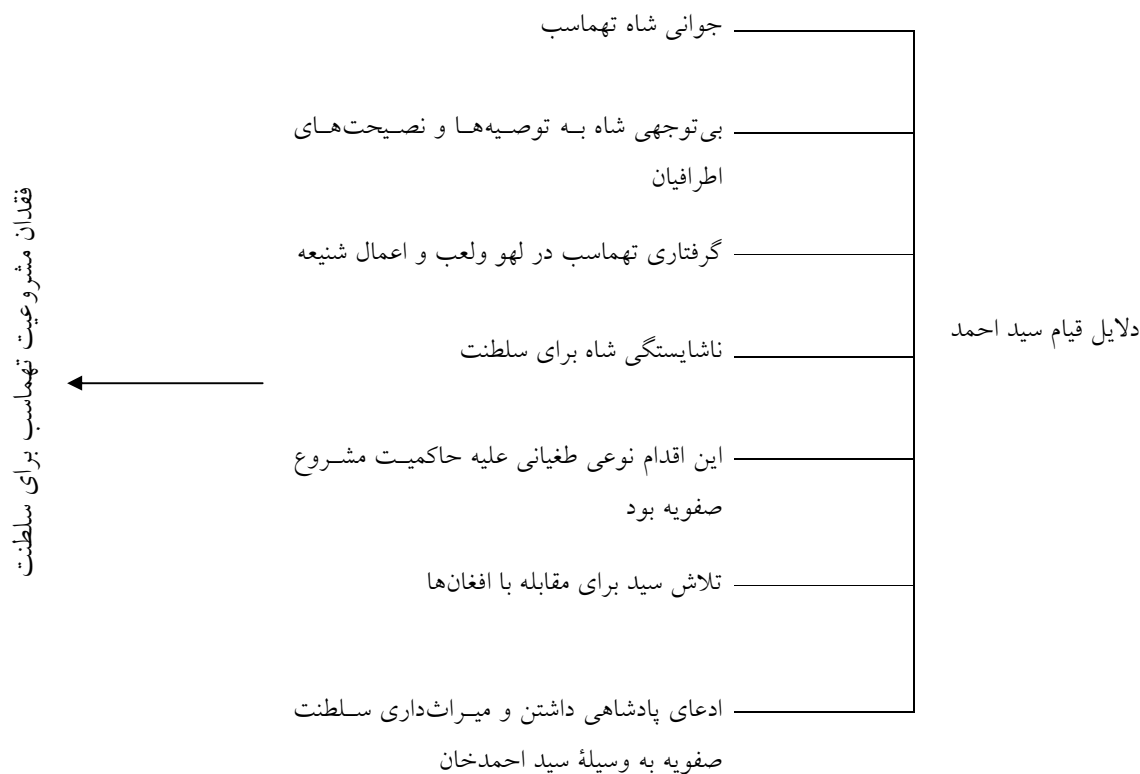 دلایل قیام سید احمد
جوانی شاه تهماسب
بی‌توجهی شاه به توصیه‌ها و نصیحت‌های
اطرافیان
گرفتاری تهماسب در لهو ولعب و اعمال شنیعه
ناشایستگی شاه برای سلطنت
این اقدام نوعی طغیانی علیه حاکمیت مشروع
صفویه بود
تلاش سید برای مقابله با افغان‌ها
ادعای پادشاهی داشتن و میراث‌داری سلطنت
صفویه به وسیلۀ سید احمدخان
فقدان مشروعیت تهماسب برای سلطنت